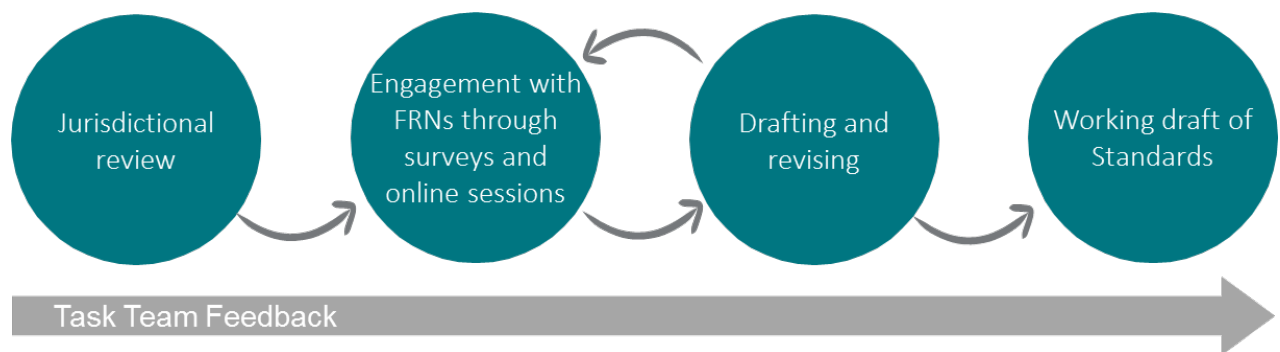 Jurisdictional
review
Engagement with
FRNs through
surveys and
online sessions
Drafting and
revising
Working draft of
Standards
Task Team Feedback